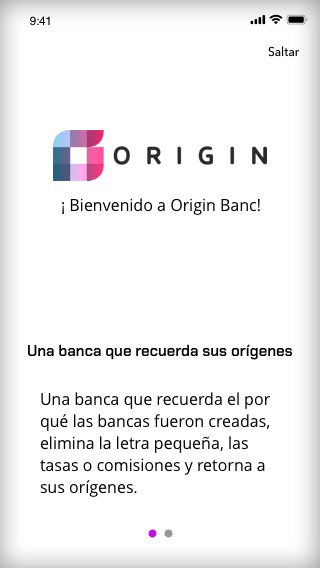 9:41
Saltar
ORIGIN
¡ Bienvenido a Origin Banc!
Una banca que recuerda sus orígenes
Una banca que recuerda el por
qué las bancas fueron creadas,
elimina la letra pequeña, las
tasas o comisiones y retorna a
sus orígenes.